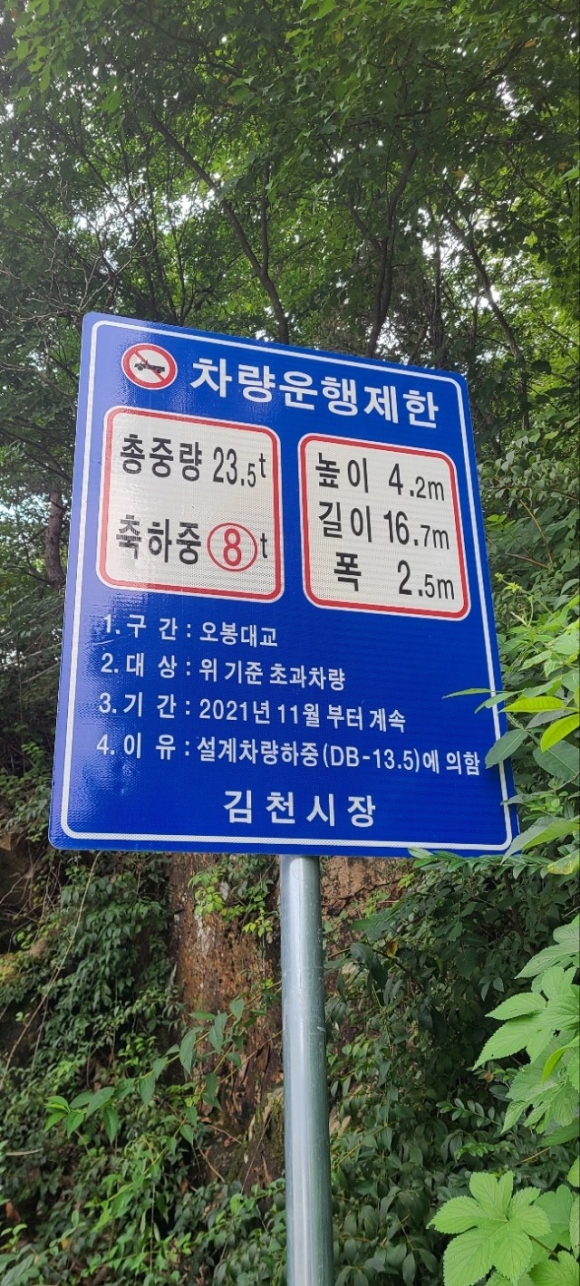 차량운행제한
총중량 23.5t
축하중 ⑧t
높이 4.2m
길이 16.7m
폭 2.5m
1. 구 간 : 오봉대교
2. 대 상 : 위 기준 초과차량
3. 기 간 : 2021년 11월 부터 계속
4. 이 유 : 설계차량하중(DB-13.5)에 의함
김천시장